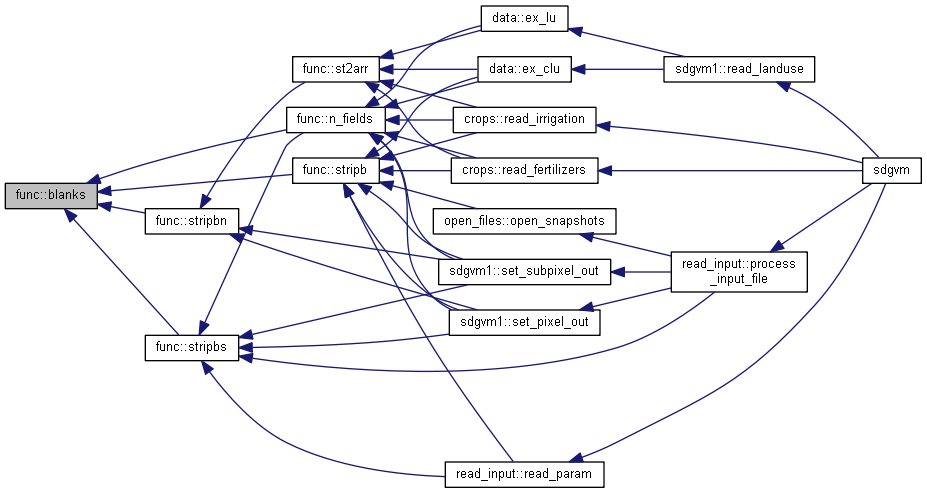 data::ex_lu
func::st2arr
data::ex_clu
sdgvm1::read_landuse
func::n_fields
crops::read_irrigation
func::stripb
crops::read_fertilizers
sdgvm
func::blanks
func::stripbn
open_files::open_snapshots
sdgvm1::set_subpixel_out
read_input::process
_input_file
sdgvm1::set_pixel_out
func::stripbs
read_input::read_param